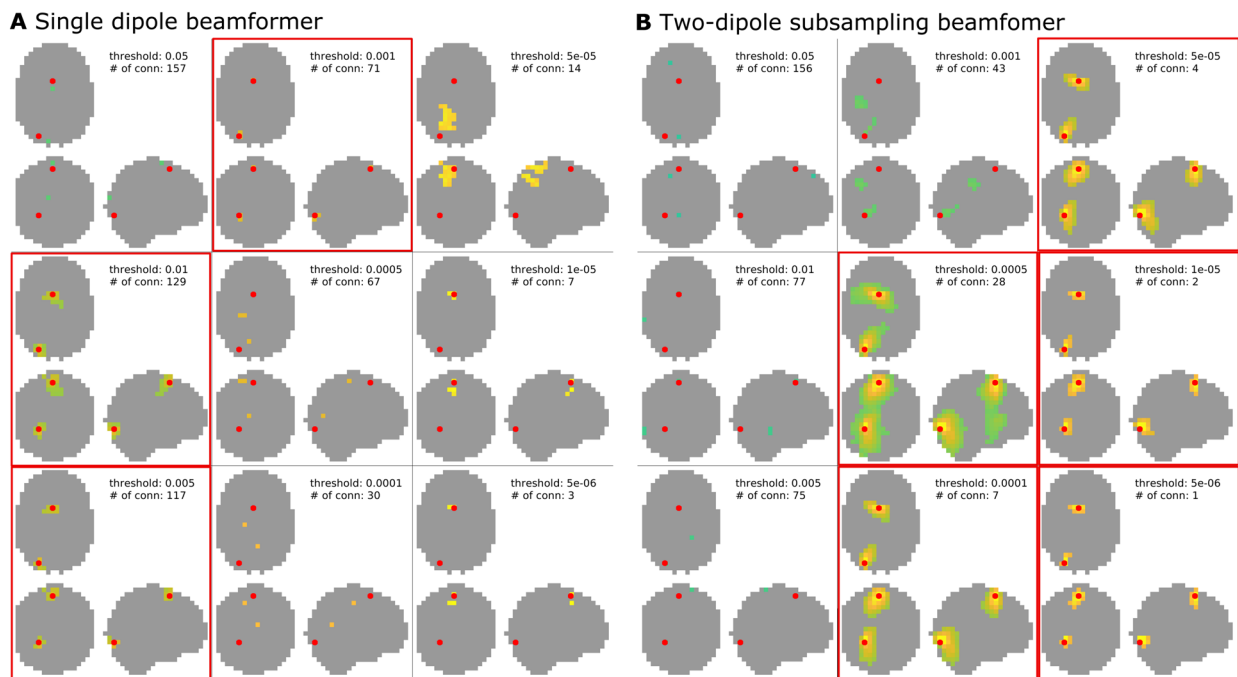 A Single dipole beamformer
threshold: 0.05
# of conn: 157
threshold: 0.001
# of conn: 71
threshold: 5e-05
# of conn: 14
threshold: 0.01
# of conn: 129
threshold: 0.0005
# of conn: 67
threshold: 1e-05
# of conn: 7
threshold: 0.005
# of conn: 117
threshold: 0.0001
# of conn: 30
threshold: 5e-06
# of conn: 3
B Two-dipole subsampling beamfomer
threshold: 0.05
# of conn: 156
threshold: 0.001
# of conn: 43
threshold: 5e-05
# of conn: 4
threshold: 0.01
# of conn: 77
threshold: 0.0005
# of conn: 28
threshold: 1e-05
# of conn: 2
threshold: 0.005
# of conn: 75
threshold: 0.0001
# of conn: 7
threshold: 5e-06
# of conn: 1